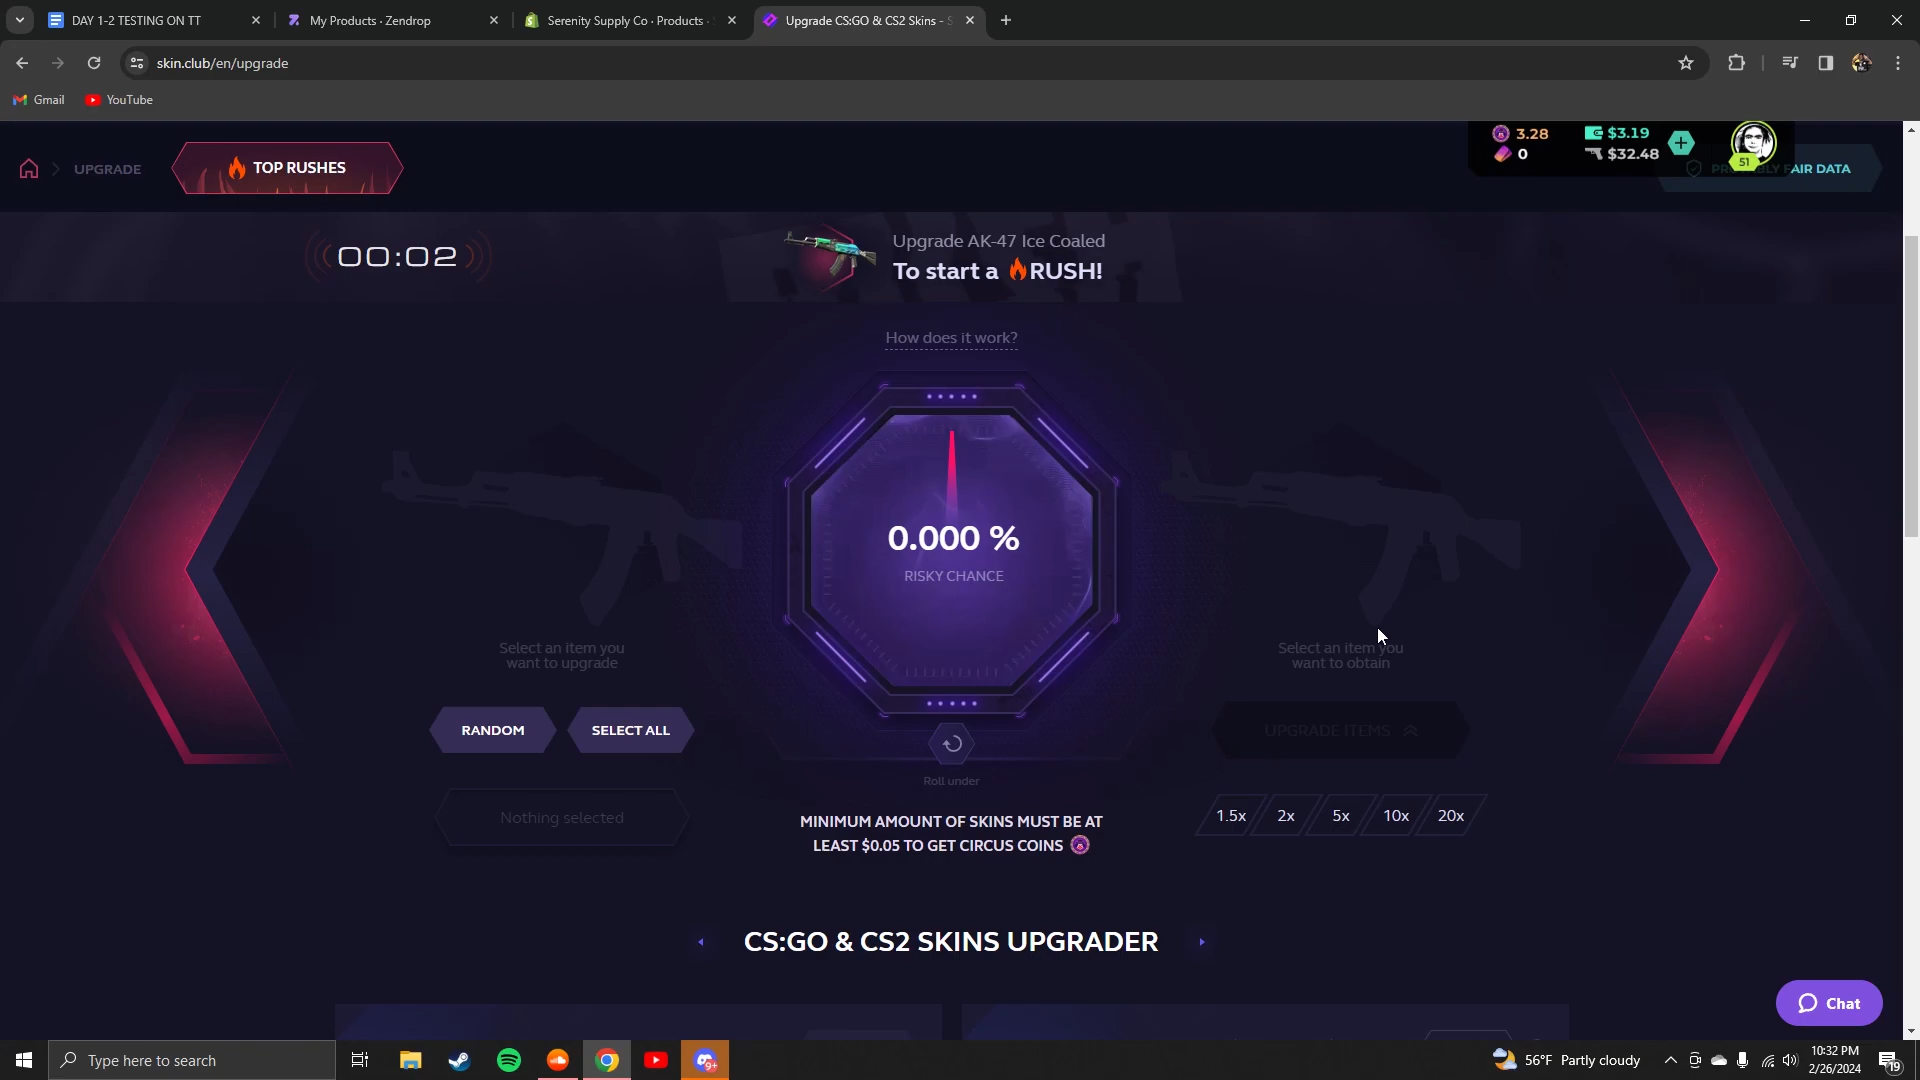 DAY 1-2 TESTING ON TT
My Products · Zendrop
Serenity Supply Co · Products ·
Upgrade CS:GO & CS2 Skins -
skin.club/en/upgrade
Gmail
YouTube
UPGRADE
TOP RUSHES
3.28
$3.19
0
$32.48
51
FAIR DATA
00:02
Upgrade AK-47 Ice Coaled
To start a RUSH!
How does it work?
0.000 %
RISKY CHANCE
Select an item you
want to upgrade
Select an item you
want to obtain
RANDOM
SELECT ALL
UPGRADE ITEMS
Roll under
Nothing selected
1.5x
2x
5x
10x
20x
MINIMUM AMOUNT OF SKINS MUST BE AT
LEAST $0.05 TO GET CIRCUS COINS
CS:GO & CS2 SKINS UPGRADER
Chat
Type here to search
9+
56°F Partly cloudy
10:32 PM
2/26/2024
19